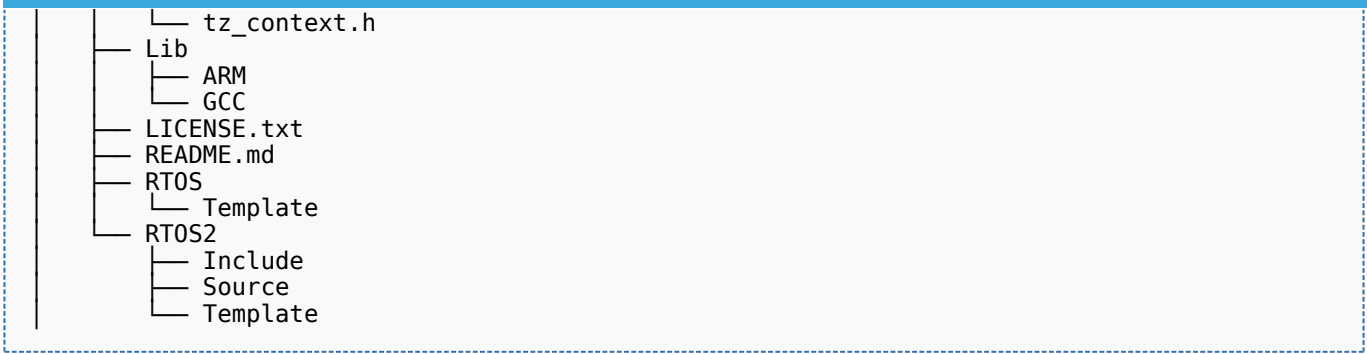 │   │   └── tz_context.h
│   ├── Lib
│   │   ├── ARM
│   │   └── GCC
│   ├── LICENSE.txt
│   ├── README.md
│   ├── RTOS
│   │   └── Template
│   └── RTOS2
│       ├── Include
│       ├── Source
│       └── Template